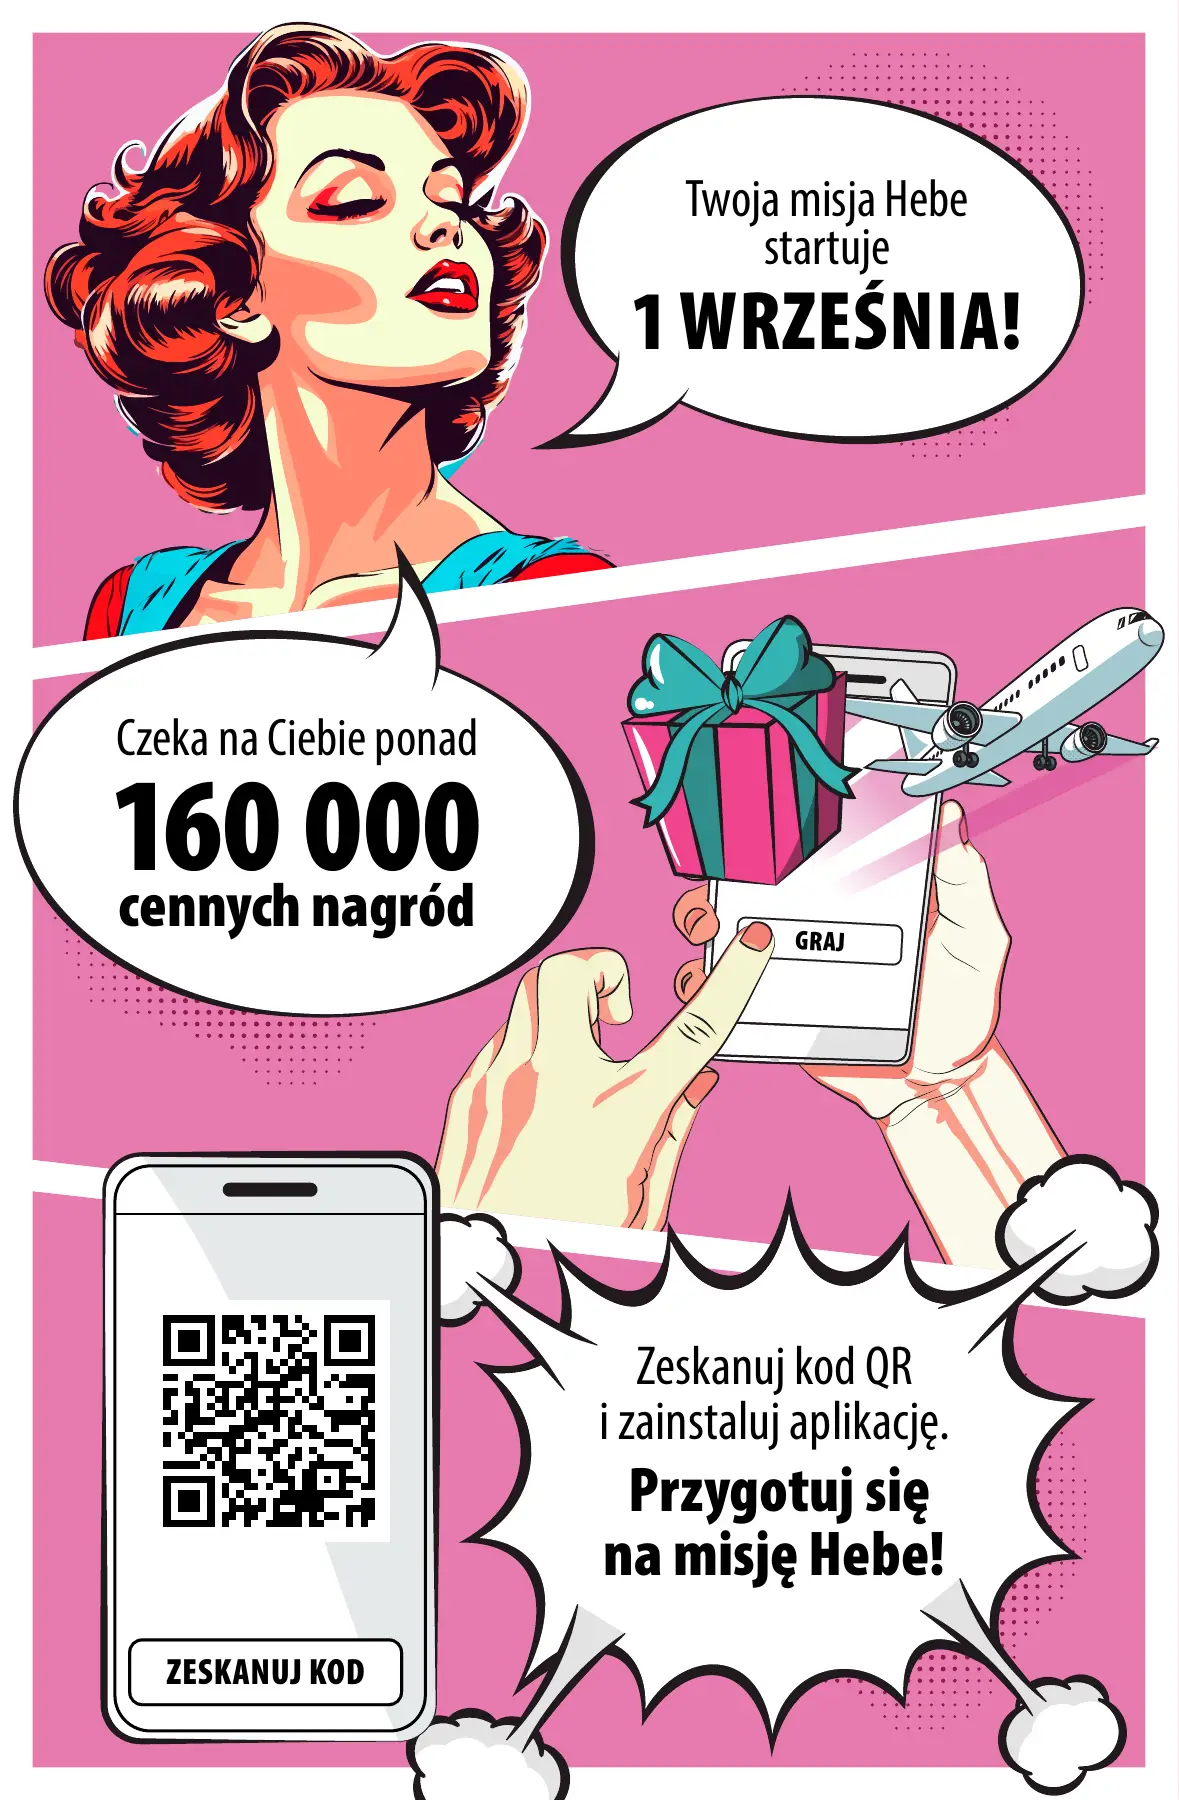 Twoja misja Hebe
startuje
1 WRZEŚNIA!
Czeka na Ciebie ponad
160 000
cennych nagród
GRAJ
Zeskanuj kod QR
i zainstaluj aplikację.
Przygotuj się
na misję Hebe!
ZESKANUJ KOD